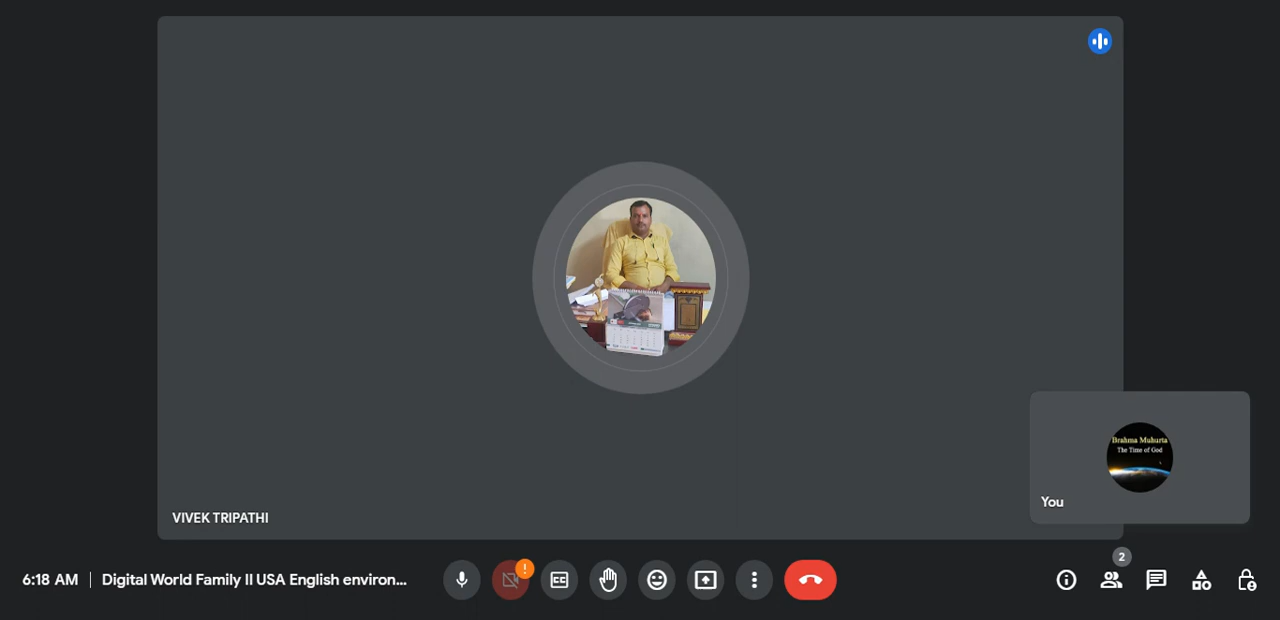 Brahma Muhurta
The Time of God
You
VIVEK TRIPATHI
2
6:18 AM | Digital World Family II USA English environ...
CC